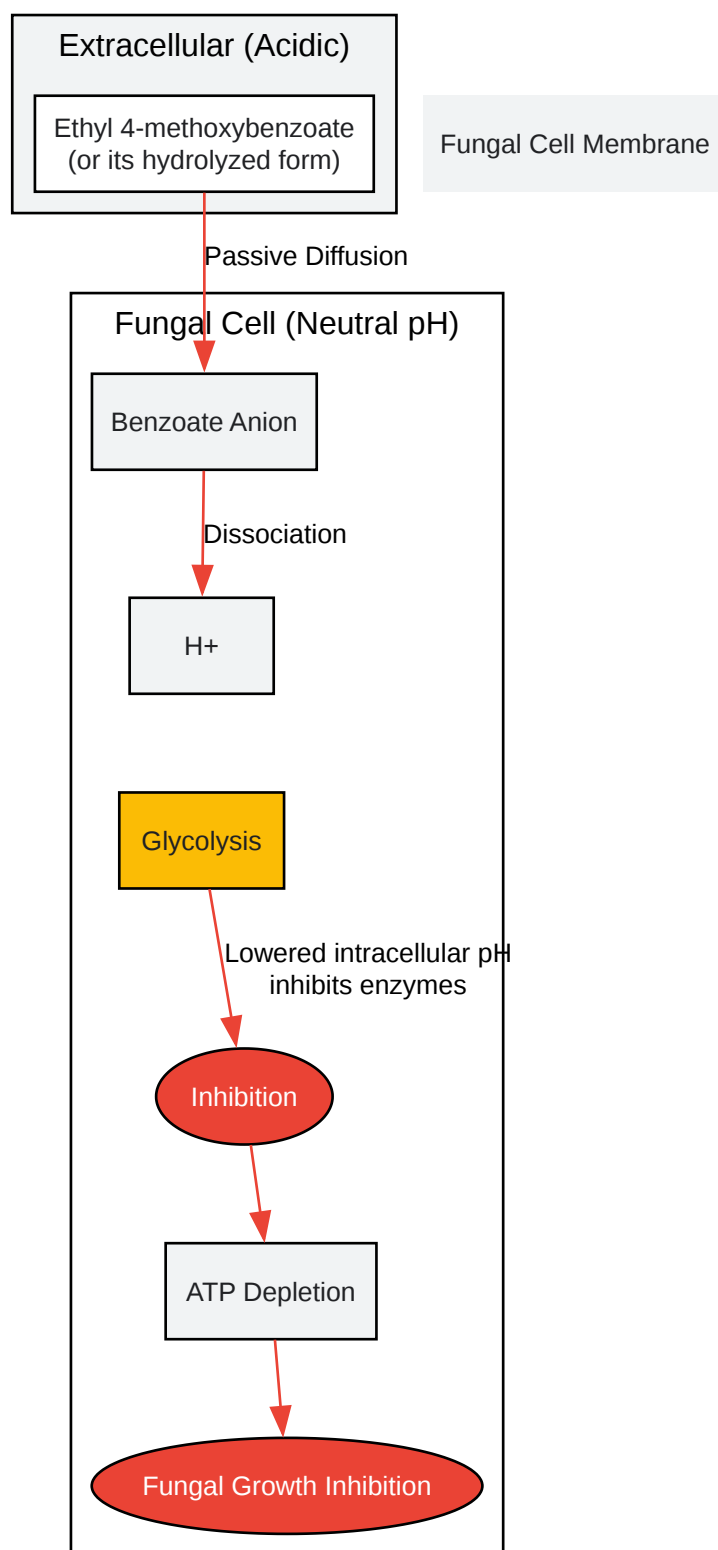 Extracellular (Acidic)
Ethyl 4-methoxybenzoate
(or its hydrolyzed form)
Fungal Cell Membrane
Passive Diffusion
Fungal Cell (Neutral pH)
Benzoate Anion
Dissociation
H+
Glycolysis
Lowered intracellular pH
inhibits enzymes
Inhibition
ATP Depletion
Fungal Growth Inhibition